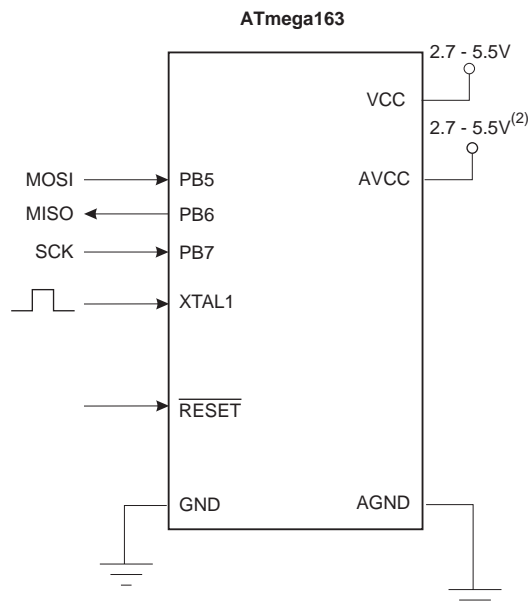 ATmega163
2.7 - 5.5V
VCC
2.7 - 5.5V(2)
MOSI PB5 AVCC
MISO PB6
SCK PB7
XTAL1
RESET
GND AGND